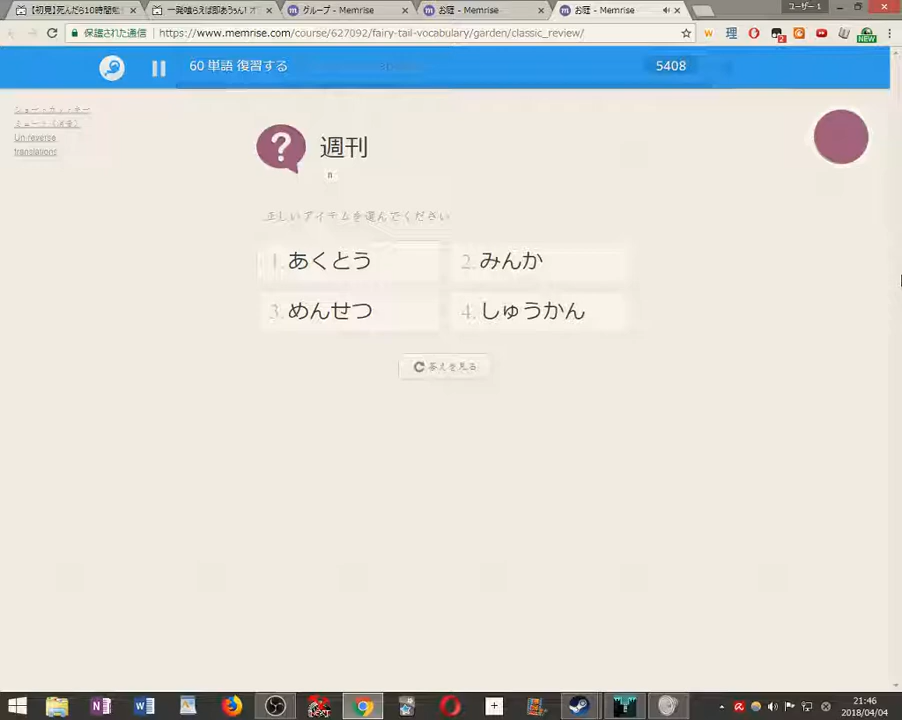 【初見】死んだら10時間勉
一発喰らえば即あうぅん! オ
グループ - Memrise
お庭 - Memrise
お庭 - Memrise
ユーザー 1
保護された通信
https://www.memrise.com/course/627092/fairy-tail-vocabulary/garden/classic_review/
60 単語 復習する
5408
Un-reverse
translations
週刊
n
正しいアイテムを選んでください
1. あくとう
2. みんか
3. めんせつ
4. しゅうかん
答えを見る
21:46
2018/04/04